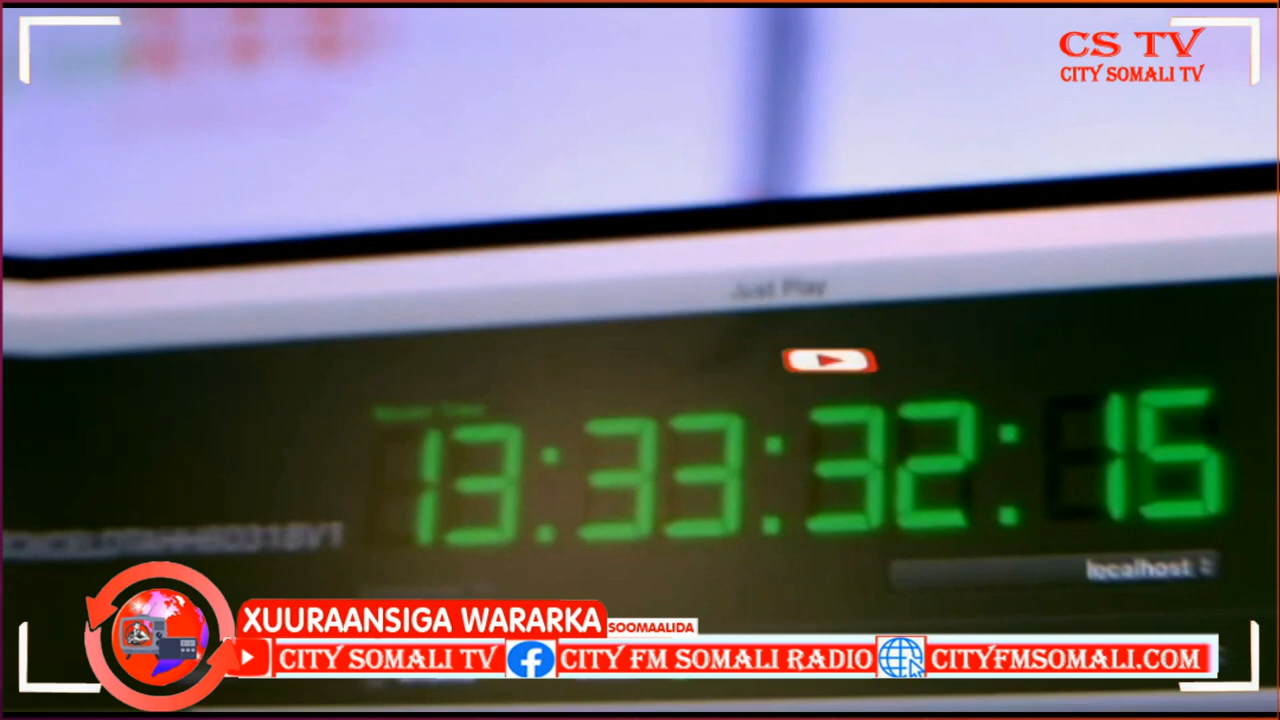 CS TV
CITY SOMALI TV
Just Play
13:33:32:15
localhost
XUURAANSIGA WARARKA
SOOMAALIDA
CITY SOMALI TV CITY FM SOMALI RADIO CITYFMSOMALI.COM